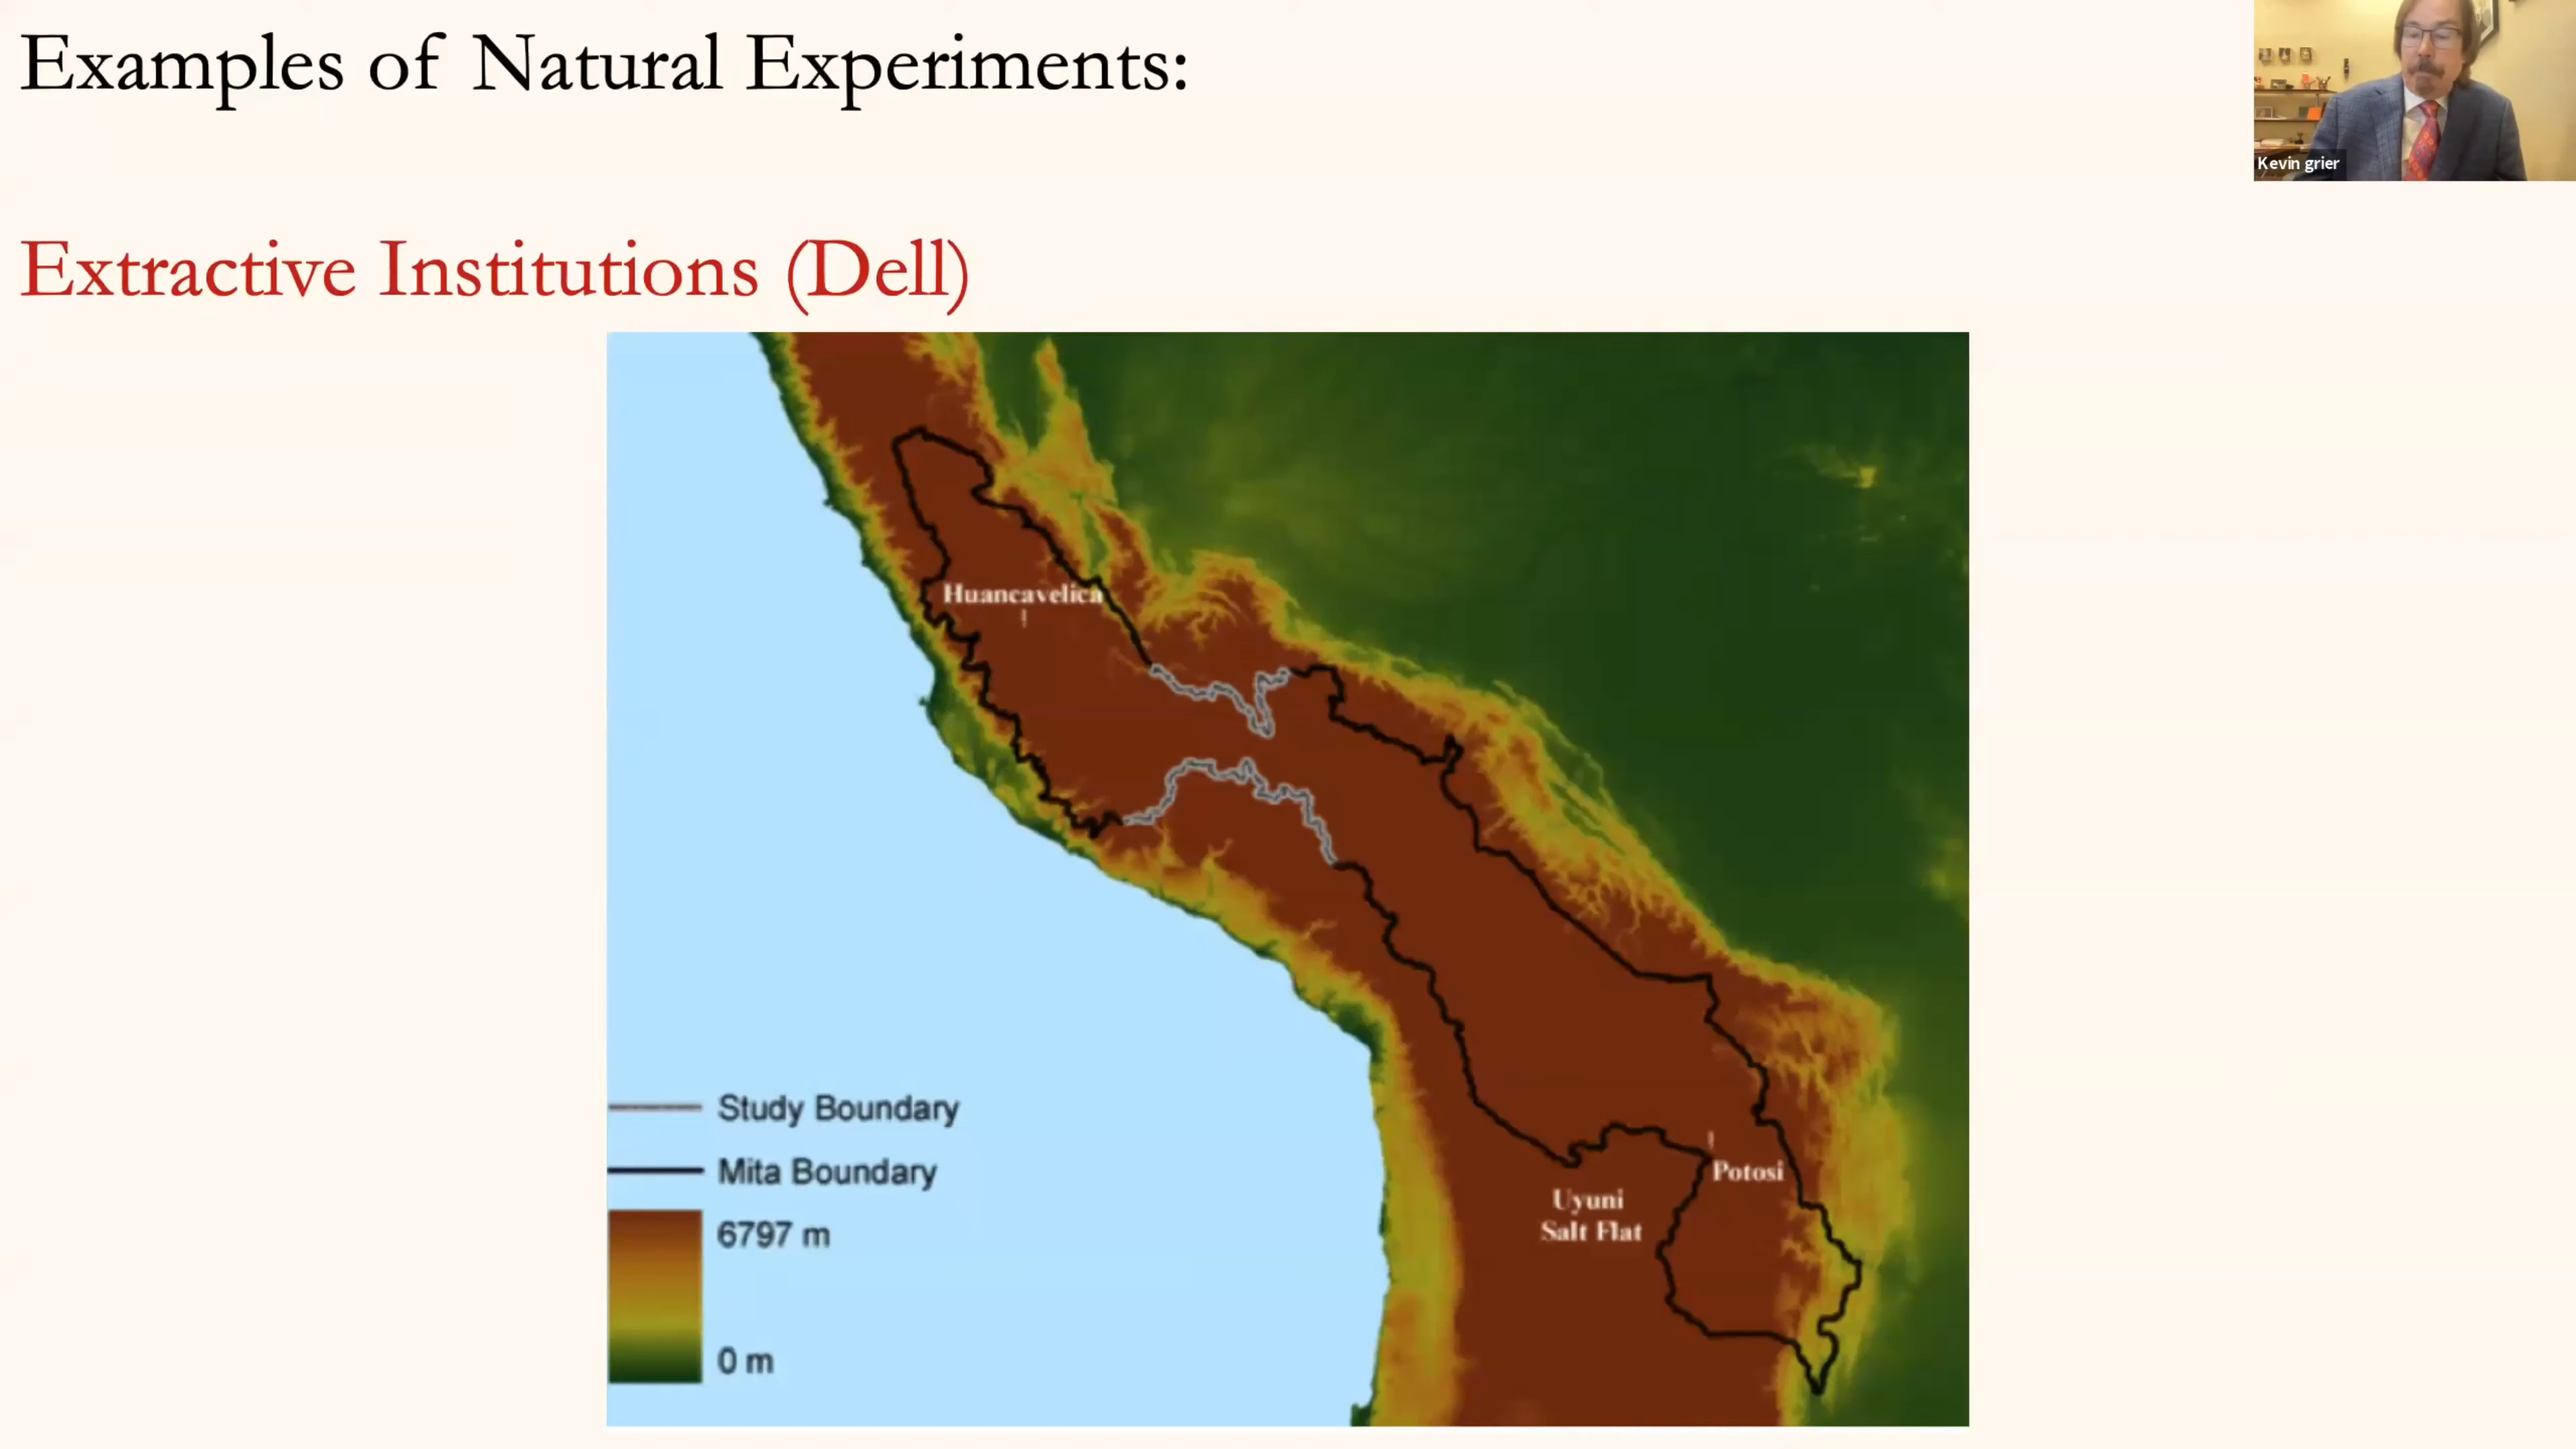 Examples of Natural Experiments:
Kevin grier
Extractive Institutions (Dell)
Huancavelica
Study Boundary
Mita Boundary
6797 m
0 m
Potosi
Uyuni
Salt Flat